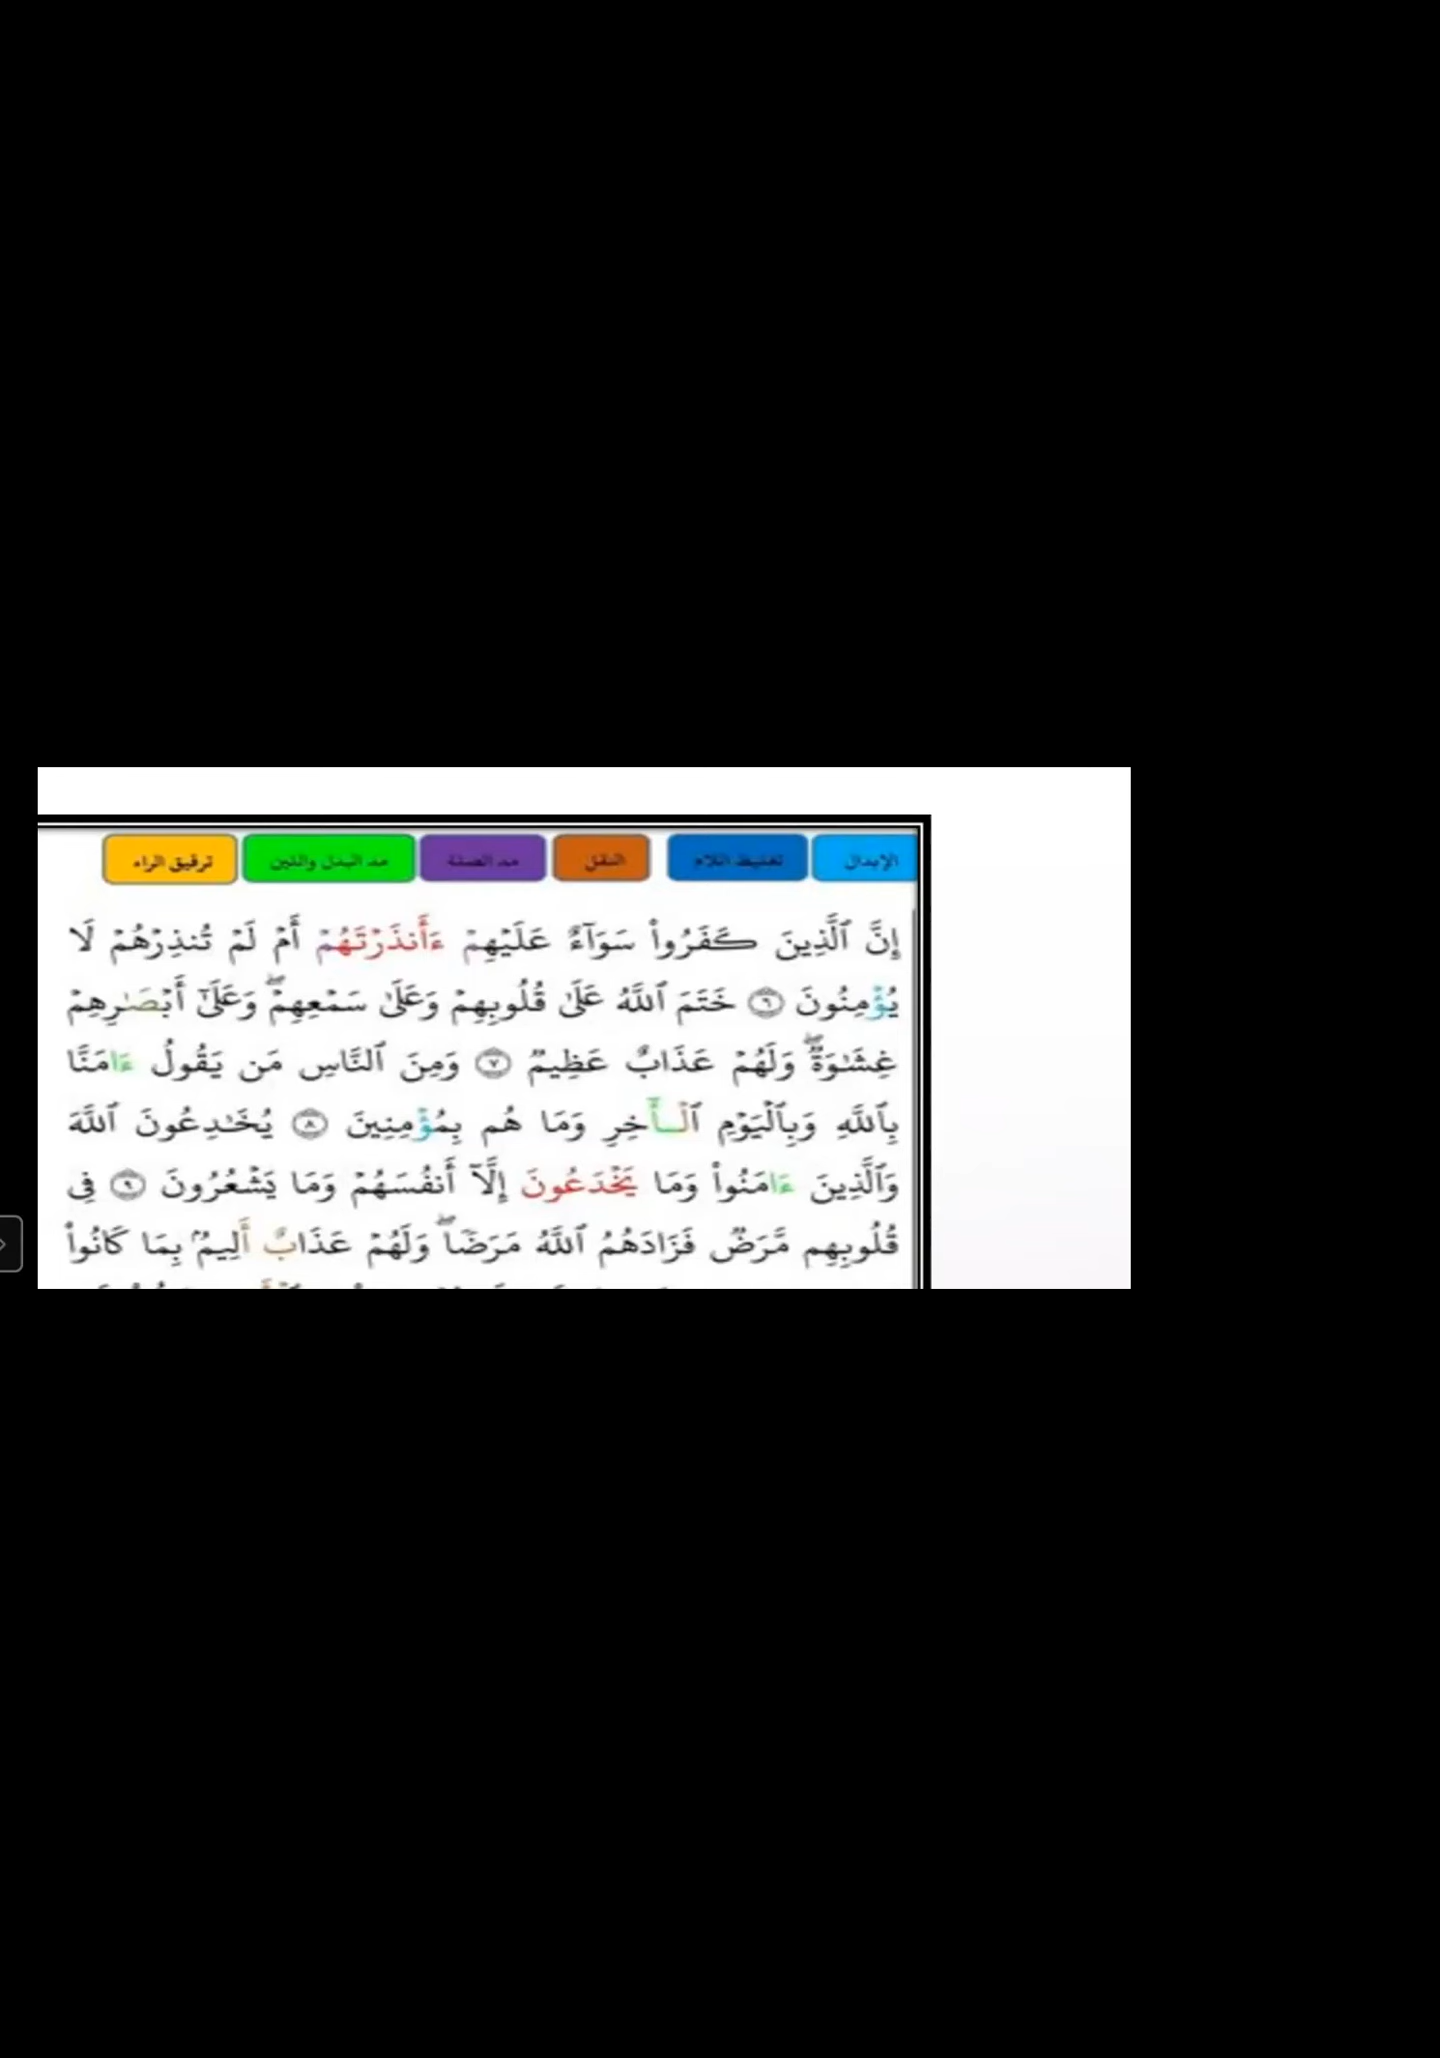 الإبدال تغليظ اللام النقل مد الصلة مد البدل واللين ترقيق الراء
إِنَّ ٱلَّذِينَ كَفَرُواْ سَوَآءٌ عَلَيْهِمْ ءَأَنذَرْتَهُمْ أَمْ لَمْ تُنذِرْهُمْ لَا
يُؤْمِنُونَ ٦ خَتَمَ ٱللَّهُ عَلَىٰ قُلُوبِهِمْ وَعَلَىٰ سَمْعِهِمْۖ وَعَلَىٰٓ أَبْصَٰرِهِمْ
غِشَٰوَةٌۖ وَلَهُمْ عَذَابٌ عَظِيمٌ ٧ وَمِنَ ٱلنَّاسِ مَن يَقُولُ ءَامَنَّا
بِٱللَّهِ وَبِٱلْيَوْمِ ٱلْـَٔاخِرِ وَمَا هُم بِمُؤْمِنِينَ ٨ يُخَٰدِعُونَ ٱللَّهَ
وَٱلَّذِينَ ءَامَنُواْ وَمَا يَخْدَعُونَ إِلَّآ أَنفُسَهُمْ وَمَا يَشْعُرُونَ ٩ فِى
قُلُوبِهِم مَّرَضٌ فَزَادَهُمُ ٱللَّهُ مَرَضًاۖ وَلَهُمْ عَذَابٌ أَلِيمٌۢ بِمَا كَانُواْ